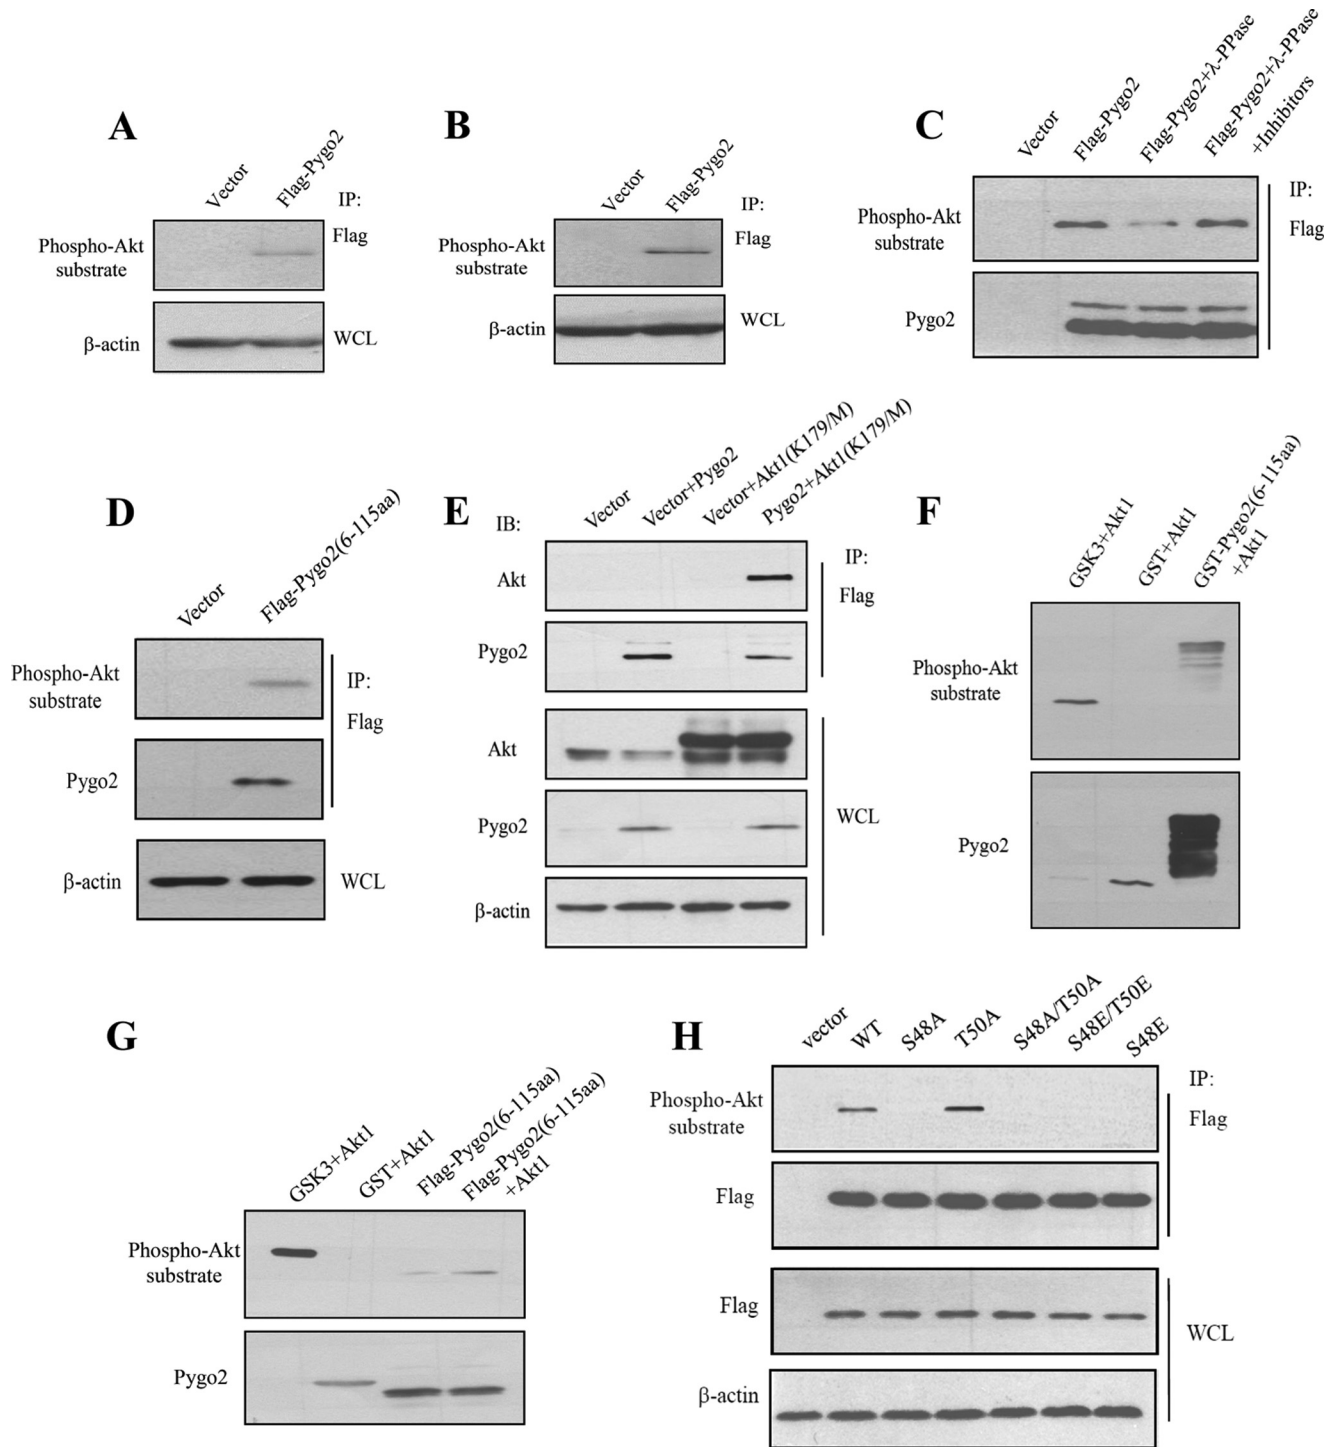 A
Vector
Flag-Pygo2
IP:
Flag
Phospho-Akt
substrate
β-actin
WCL
B
Vector
Flag-Pygo2
IP:
Flag
Phospho-Akt
substrate
β-actin
WCL
C
Vector
Flag-Pygo2
Flag-Pygo2+λ-PPase
Flag-Pygo2+λ-PPase
+Inhibitors
IP:
Flag
Phospho-Akt
substrate
Pygo2
D
Vector
Flag-Pygo2(6-115aa)
Phospho-Akt
substrate
IP:
Flag
Pygo2
β-actin
WCL
E
IB:
Vector
Vector+Pygo2
Vector+Akt1(K179/M)
Pygo2+Akt1(K179/M)
IP:
Flag
Akt
Pygo2
Akt
Pygo2
WCL
β-actin
F
GSK3+Akt1
GST+Akt1
GST-Pygo2(6-115aa)
+Akt1
Phospho-Akt
substrate
Pygo2
G
GSK3+Akt1
GST+Akt1
Flag-Pygo2(6-115aa)
Flag-Pygo2(6-115aa)
+Akt1
Phospho-Akt
substrate
Pygo2
H
vector
WT
S48A
T50A
S48A/T50A
S48E/T50E
S48E
IP:
Flag
Phospho-Akt
substrate
Flag
Flag
WCL
β-actin